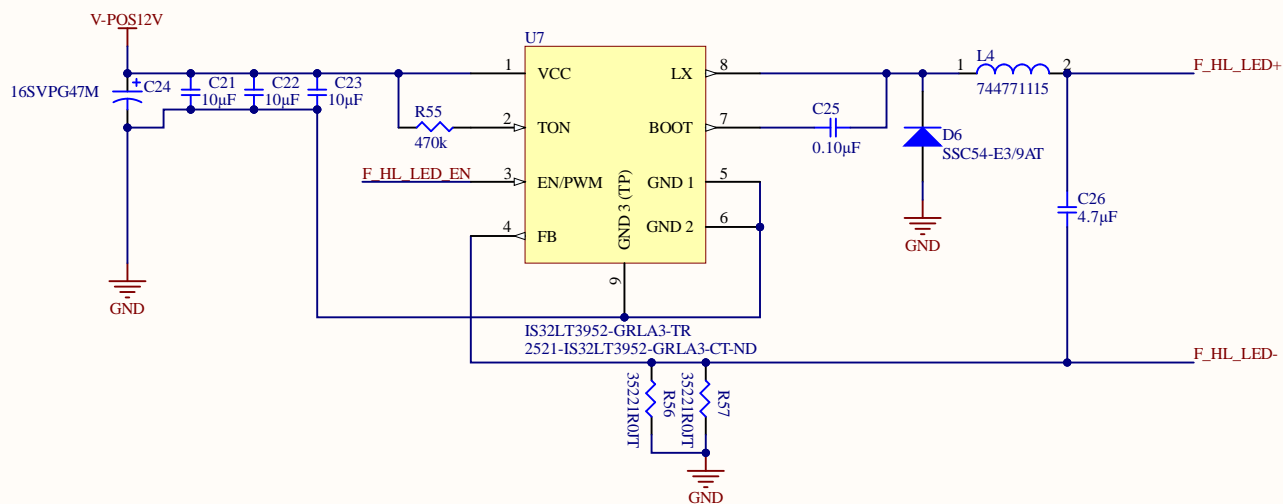 V-POS12V
U7
16SVPG47M
+
C24
C21
10µF
C22
10µF
C23
10µF
R55
470k
1
VCC
2
TON
F_HL_LED_EN
3
EN/PWM
4
FB
GND 3 (TP)
9
LX
8
BOOT
7
GND 1
5
GND 2
6
C25
0.10µF
D6
SSC54-E3/9AT
GND
L4
1
2
744771115
F_HL_LED+
C26
4.7µF
GND
IS32LT3952-GRLA3-TR
2521-IS32LT3952-GRLA3-CT-ND
F_HL_LED-
R56
35221R0JT
R57
35221R0JT
GND